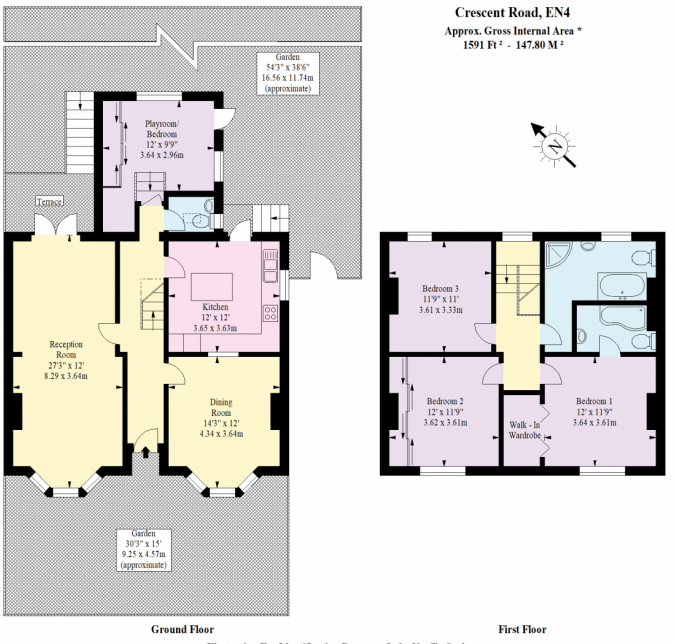 Crescent Road, EN4
Approx. Gross Internal Area *
1591 Ft ² - 147.80 M ²
Garden
54'3" x 38'6"
16.56 x 11.74m
(approximate)
Playroom/
Bedroom
12' x 9'9"
3.64 x 2.96m
Terrace
N
Kitchen
12' x 12'
3.65 x 3.63m
Reception
Room
27'3" x 12'
8.29 x 3.64m
Dining
Room
14'3" x 12'
4.34 x 3.64m
Garden
30'3" x 15'
9.25 x 4.57m
(approximate)
Bedroom 3
11'9" x 11'
3.61 x 3.33m
Bedroom 2
12' x 11'9"
3.62 x 3.61m
Walk - In
Wardrobe
Bedroom 1
12' x 11'9"
3.64 x 3.61m
Ground Floor
First Floor